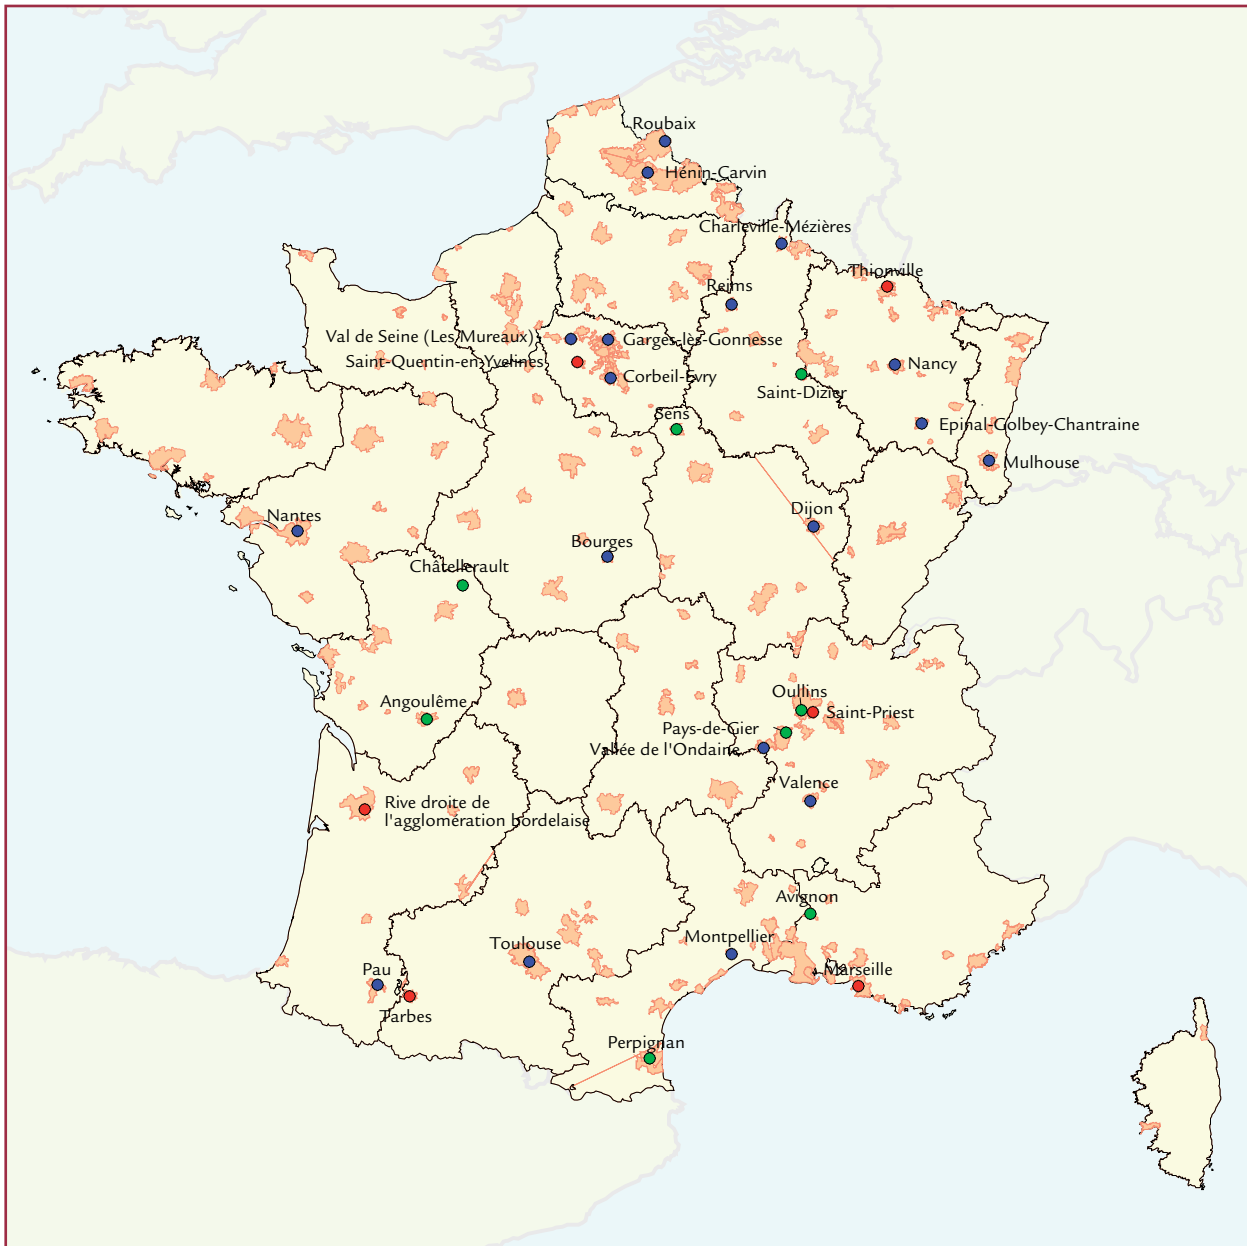 Roubaix
Hénin-Carvin
Charleville-Mézières
Thionville
Reims
Val de Seine (Les Mureaux)
Garges-lès-Gonnesse
Saint-Quentin-en-Yvelines
Nancy
Corbeil-Evry
Saint-Dizier
Sens
Epinal-Golbey-Chantraine
Mulhouse
Nantes
Dijon
Bourges
Châtellerault
Oullins
Angoulême
Saint-Priest
Pays-de-Gier
Vallée de l'Ondaine
Valence
Rive droite de
l'agglomération bordelaise
Avignon
Montpellier
Toulouse
Pau
Marseille
Tarbes
Perpignan